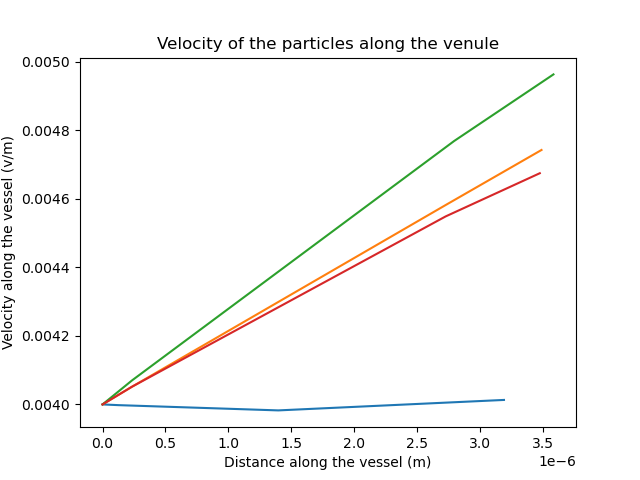 Velocity of the particles along the venule
0.0050
0.0048
0.0046
0.0044
0.0042
0.0040
Velocity along the vessel (v/m)
0.0 0.5 1.0 1.5 2.0 2.5 3.0 3.5
1e−6
Distance along the vessel (m)